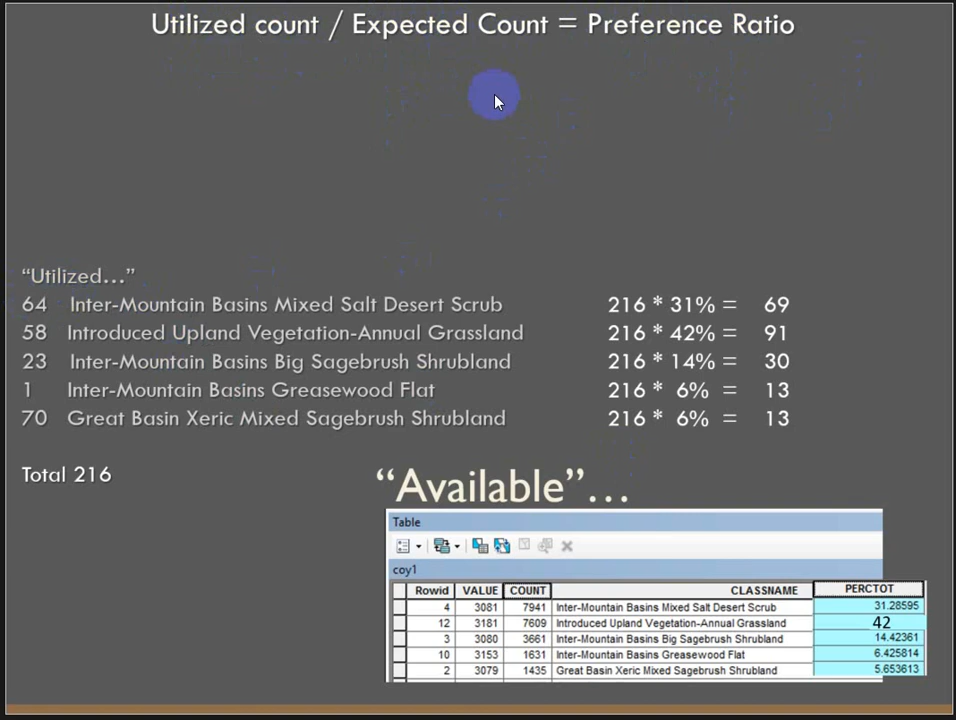 Utilized count / Expected Count = Preference Ratio
“Utilized...”
64 Inter-Mountain Basins Mixed Salt Desert Scrub 216 * 31% = 69
58 Introduced Upland Vegetation-Annual Grassland 216 * 42% = 91
23 Inter-Mountain Basins Big Sagebrush Shrubland 216 * 14% = 30
1 Inter-Mountain Basins Greasewood Flat 216 * 6% = 13
70 Great Basin Xeric Mixed Sagebrush Shrubland 216 * 6% = 13
Total 216
“Available”...
Table
coy1
Rowid VALUE COUNT CLASSNAME PERCTOT
4 3081 7941 Inter-Mountain Basins Mixed Salt Desert Scrub 31.28595
12 3181 7609 Introduced Upland Vegetation-Annual Grassland 42
3 3080 3661 Inter-Mountain Basins Big Sagebrush Shrubland 14.42361
10 3153 1631 Inter-Mountain Basins Greasewood Flat 6.425814
2 3079 1435 Great Basin Xeric Mixed Sagebrush Shrubland 5.653613